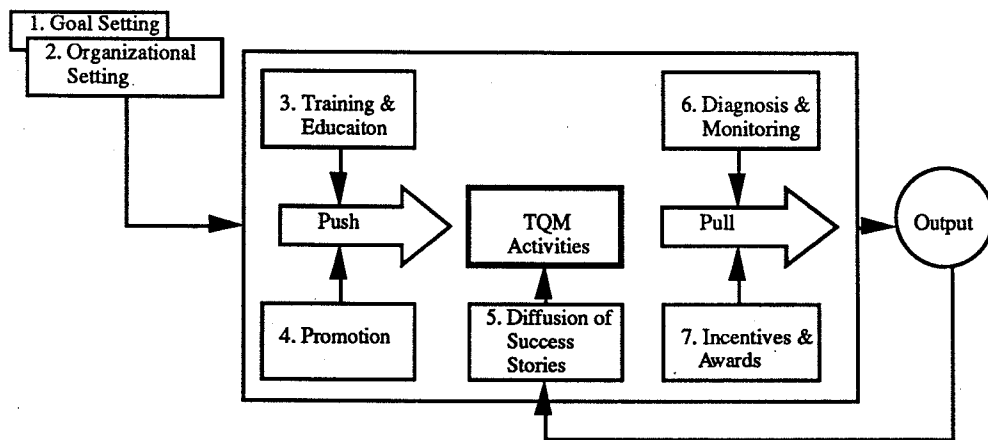 1. Goal Setting
2. Organizational
Setting
3. Training &
Educaiton
6. Diagnosis &
Monitoring
Push
TQM
Activities
Pull
Output
4. Promotion
5. Diffusion of
Success
Stories
7. Incentives &
Awards